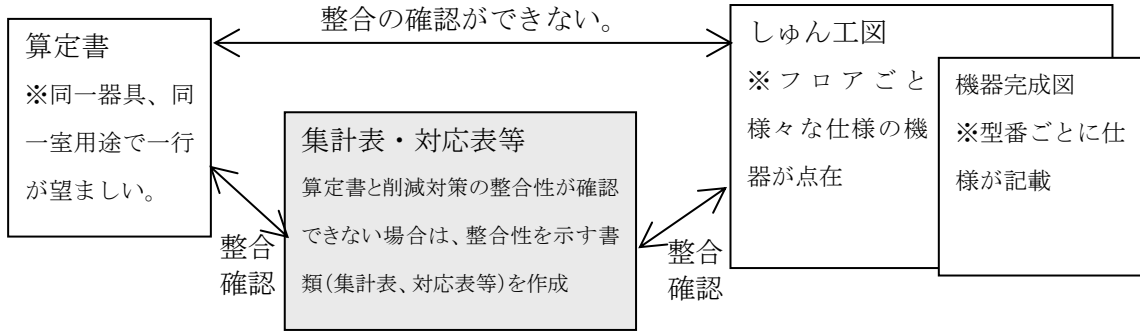 整合の確認ができない。
算定書
※同一器具、同
一室用途で一行
が望ましい。
しゅん工図
※フロアごと
様々な仕様の機
器が点在
機器完成図
※型番ごとに仕
様が記載
集計表・対応表等
算定書と削減対策の整合性が確認
できない場合は、整合性を示す書
類(集計表、対応表等)を作成
整合
確認
整合
確認